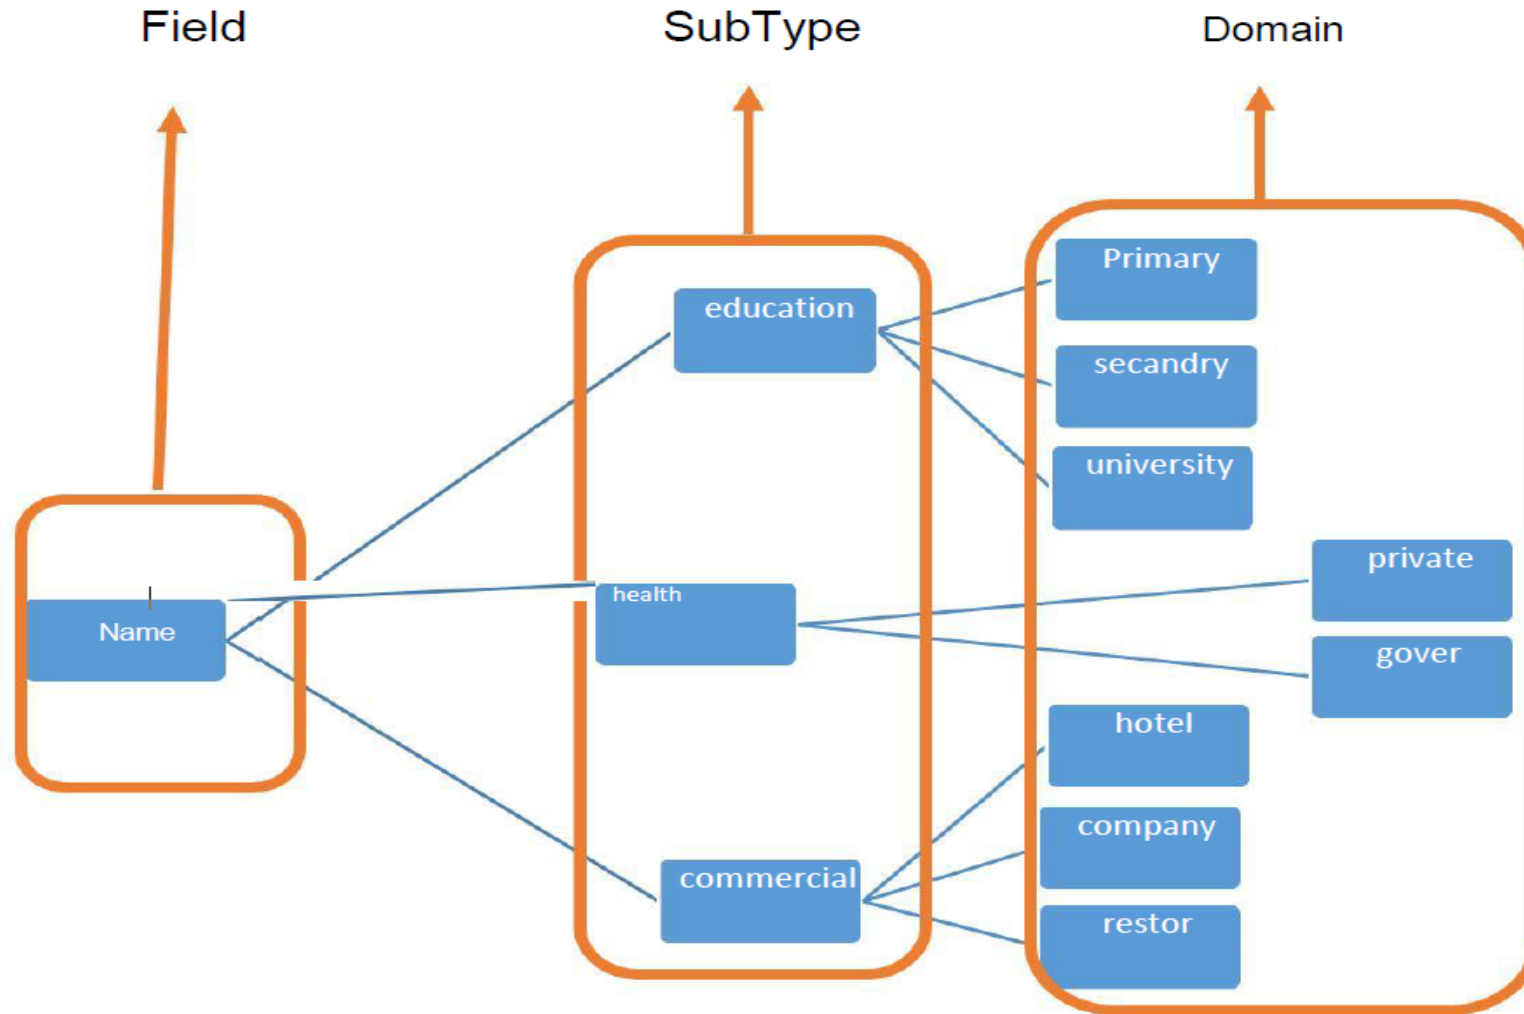 Field
SubType
Domain
Name
education
health
commercial
Primary
secandry
university
private
gover
hotel
company
restor